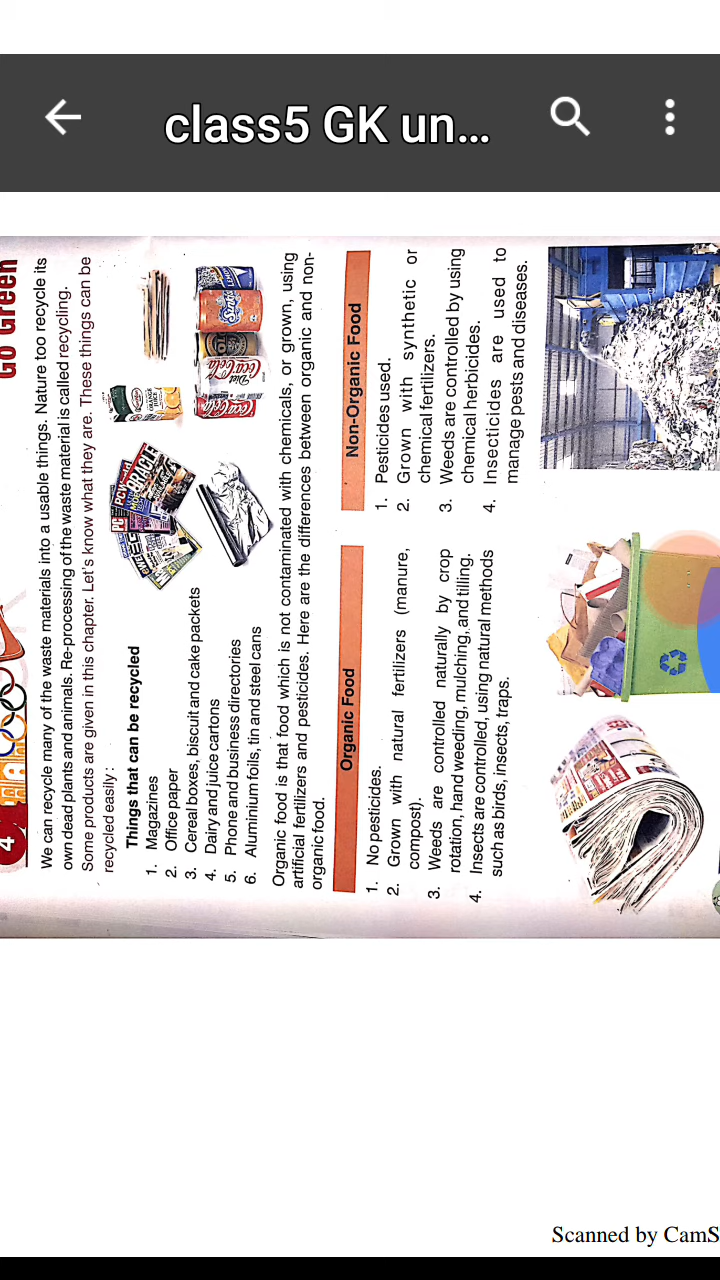 class5 GK un...
4
Go Green
We can recycle many of the waste materials into a usable things. Nature too recycle its
own dead plants and animals. Re-processing of the waste material is called recycling.
Some products are given in this chapter. Let's know what they are. These things can be
recycled easily:
Things that can be recycled
1. Magazines
2. Office paper
3. Cereal boxes, biscuit and cake packets
4. Dairy and juice cartons
5. Phone and business directories
6. Aluminium foils, tin and steel cans
PC
PCW
ORACLE
ORANGE
Coca-Cola
Diet
Coca-Cola
Organic food is that food which is not contaminated with chemicals, or grown, using
artificial fertilizers and pesticides. Here are the differences between organic and non-
organic food.
Organic Food
1. No pesticides.
2. Grown with natural fertilizers (manure,
compost).
3. Weeds are controlled naturally by crop
rotation, hand weeding, mulching, and tilling.
4. Insects are controlled, using natural methods
such as birds, insects, traps.
Non-Organic Food
1. Pesticides used.
2. Grown with synthetic or
chemical fertilizers.
3. Weeds are controlled by using
chemical herbicides.
4. Insecticides are used to
manage pests and diseases.
Scanned by CamS